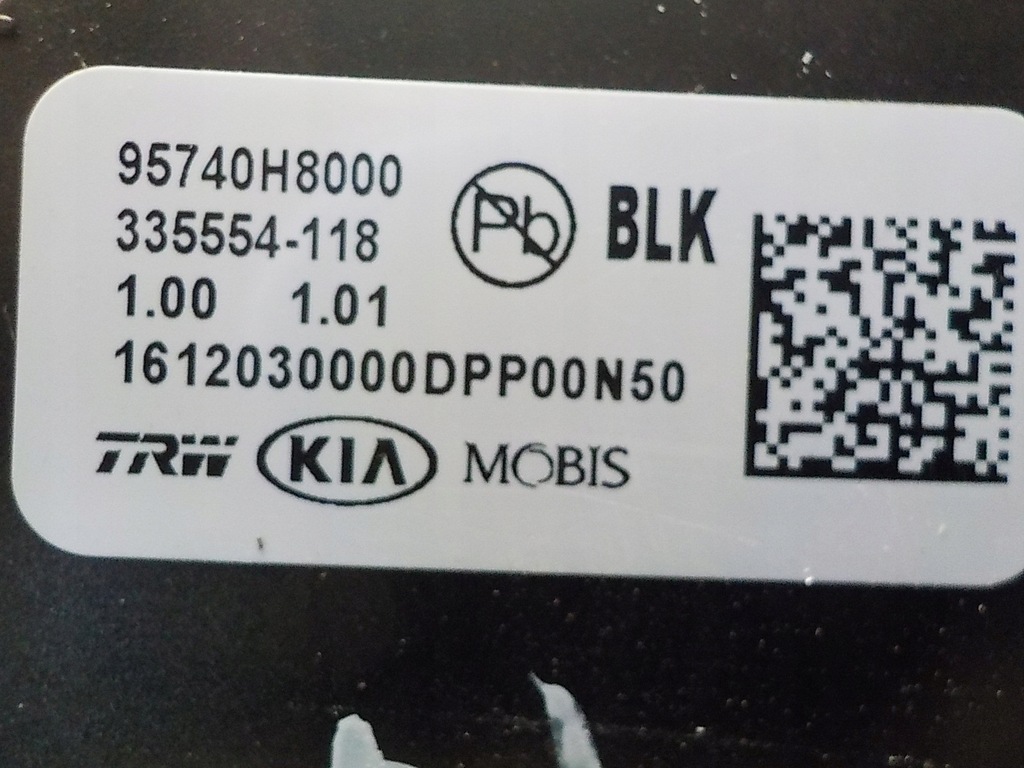 95740H8000
335554-118
1.00 1.01
1612030000DPP00N50
Pb BLK
TRW KIA MOBIS